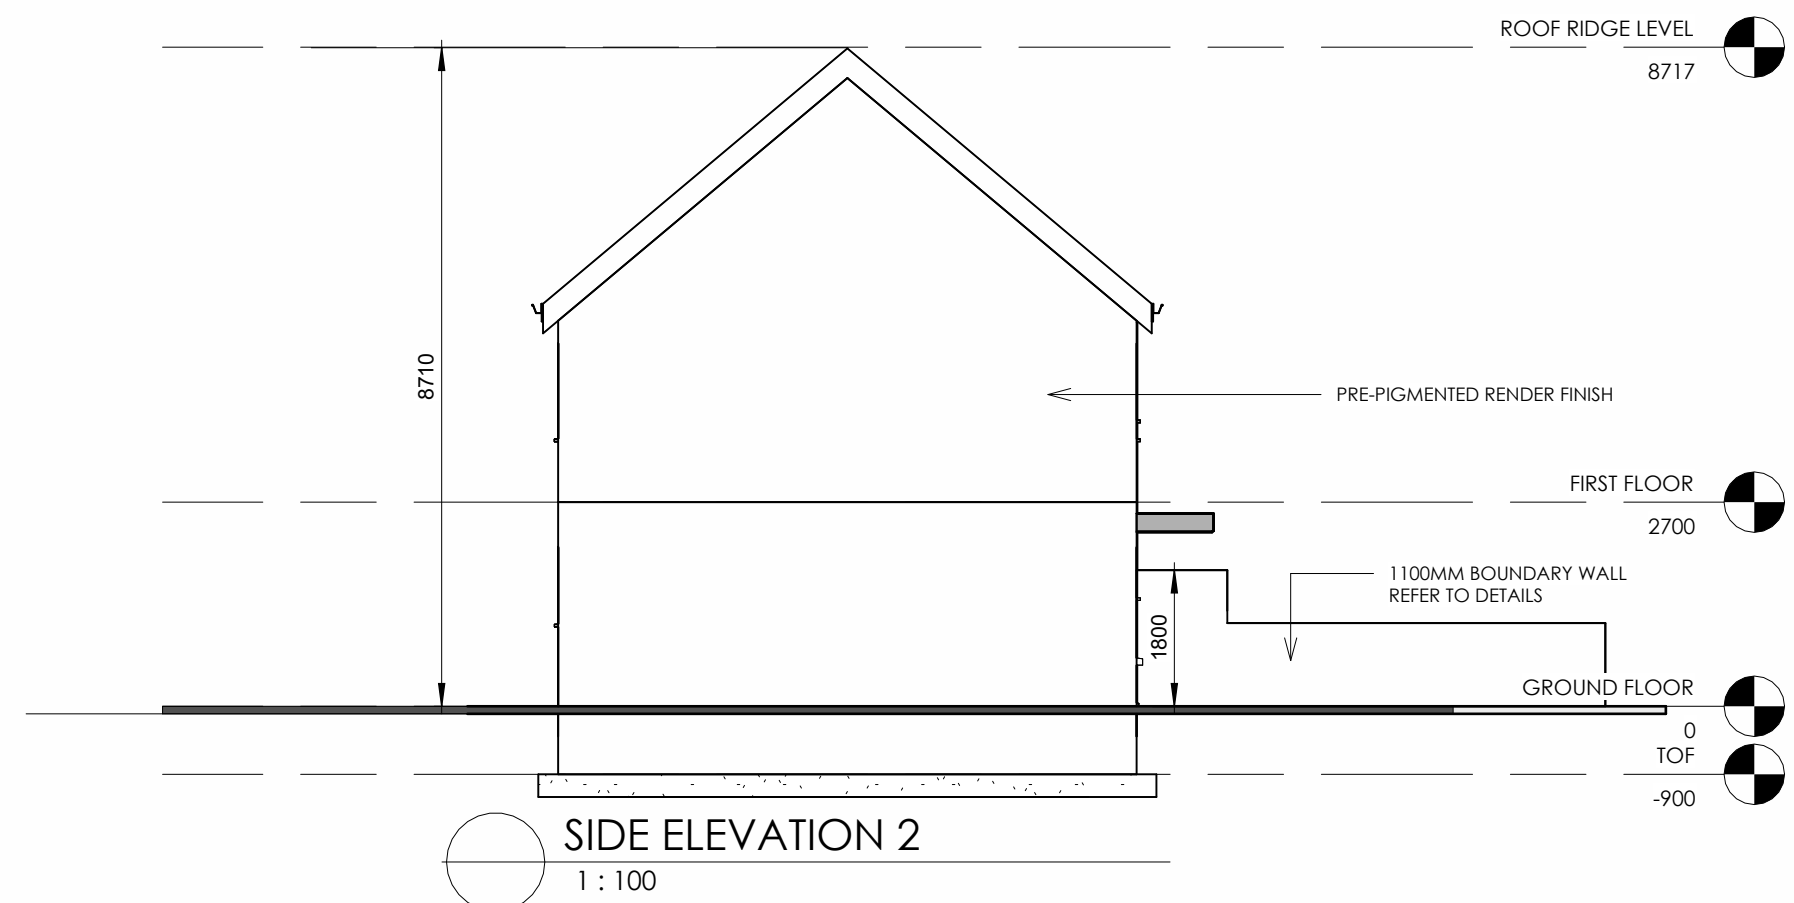 ROOF RIDGE LEVEL
8717
8710
PRE-PIGMENTED RENDER FINISH
FIRST FLOOR
2700
1100MM BOUNDARY WALL
REFER TO DETAILS
1800
GROUND FLOOR
0
TOF
-900
SIDE ELEVATION 2
1 : 100